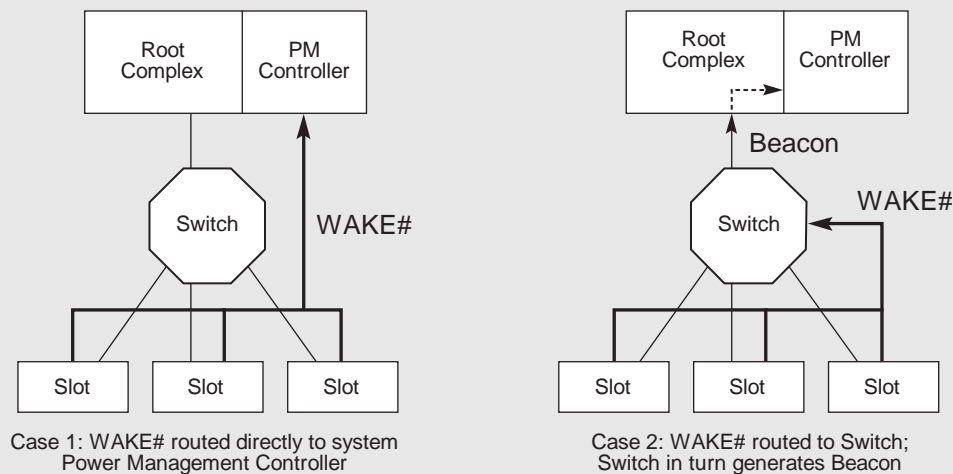 Root
Complex
PM
Controller
Switch
WAKE#
Slot
Slot
Slot
Case 1: WAKE# routed directly to system
Power Management Controller
Root
Complex
PM
Controller
Beacon
WAKE#
Switch
Slot
Slot
Slot
Case 2: WAKE# routed to Switch;
Switch in turn generates Beacon